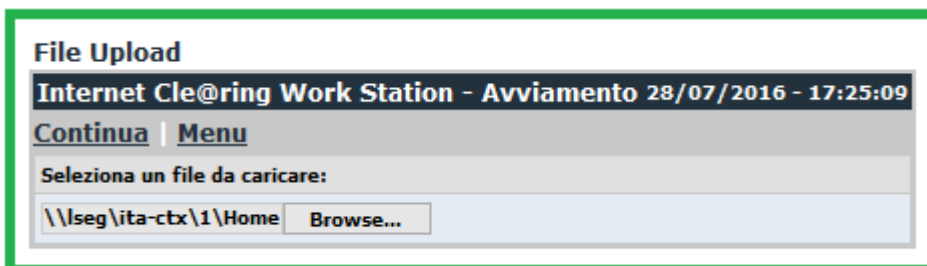 File Upload
Internet Cle@ring Work Station - Avviamento 28/07/2016 - 17:25:09
Continua | Menu
Seleziona un file da caricare:
\\lseg\ita-ctx\1\Home Browse...